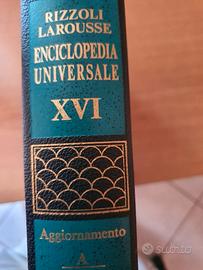 RIZZOLI
LAROUSSE
ENCICLOPEDIA
UNIVERSALE
XVI
Aggiornamento
A
subito